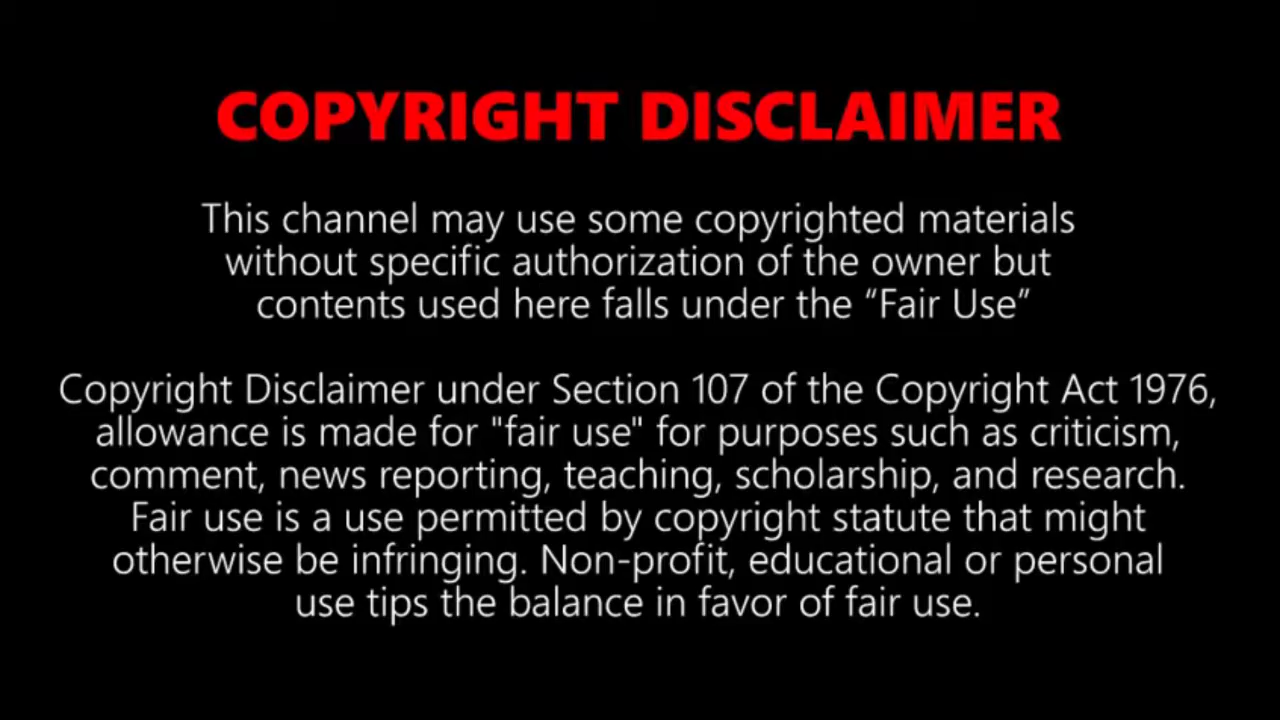 COPYRIGHT DISCLAIMER
This channel may use some copyrighted materials
without specific authorization of the owner but
contents used here falls under the “Fair Use”
Copyright Disclaimer under Section 107 of the Copyright Act 1976,
allowance is made for "fair use" for purposes such as criticism,
comment, news reporting, teaching, scholarship, and research.
Fair use is a use permitted by copyright statute that might
otherwise be infringing. Non-profit, educational or personal
use tips the balance in favor of fair use.